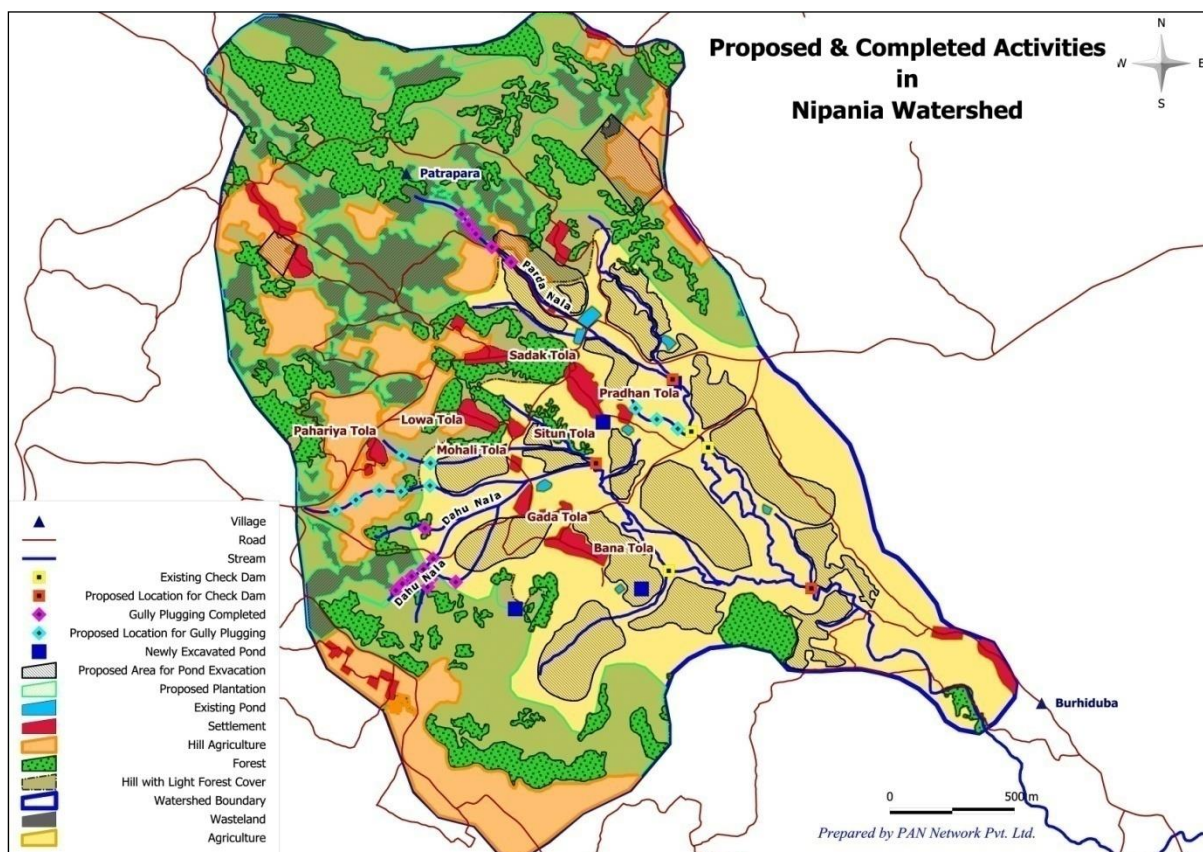 Proposed & Completed Activities
in
Nipania Watershed
N
W
E
S
Patrapara
Parda Nala
Sadak Tola
Pradhan Tola
Lowa Tola
Pahariya Tola
Situn Tola
Mohali Tola
Dahu Nala
Gada Tola
Bana Tola
Dahu Nala
Burhiduba
Village
Road
Stream
Existing Check Dam
Proposed Location for Check Dam
Gully Plugging Completed
Proposed Location for Gully Plugging
Newly Excavated Pond
Proposed Area for Pond Exvacation
Proposed Plantation
Existing Pond
Settlement
Hill Agriculture
Forest
Hill with Light Forest Cover
Watershed Boundary
Wasteland
Agriculture
0 500 m
Prepared by PAN Network Pvt. Ltd.